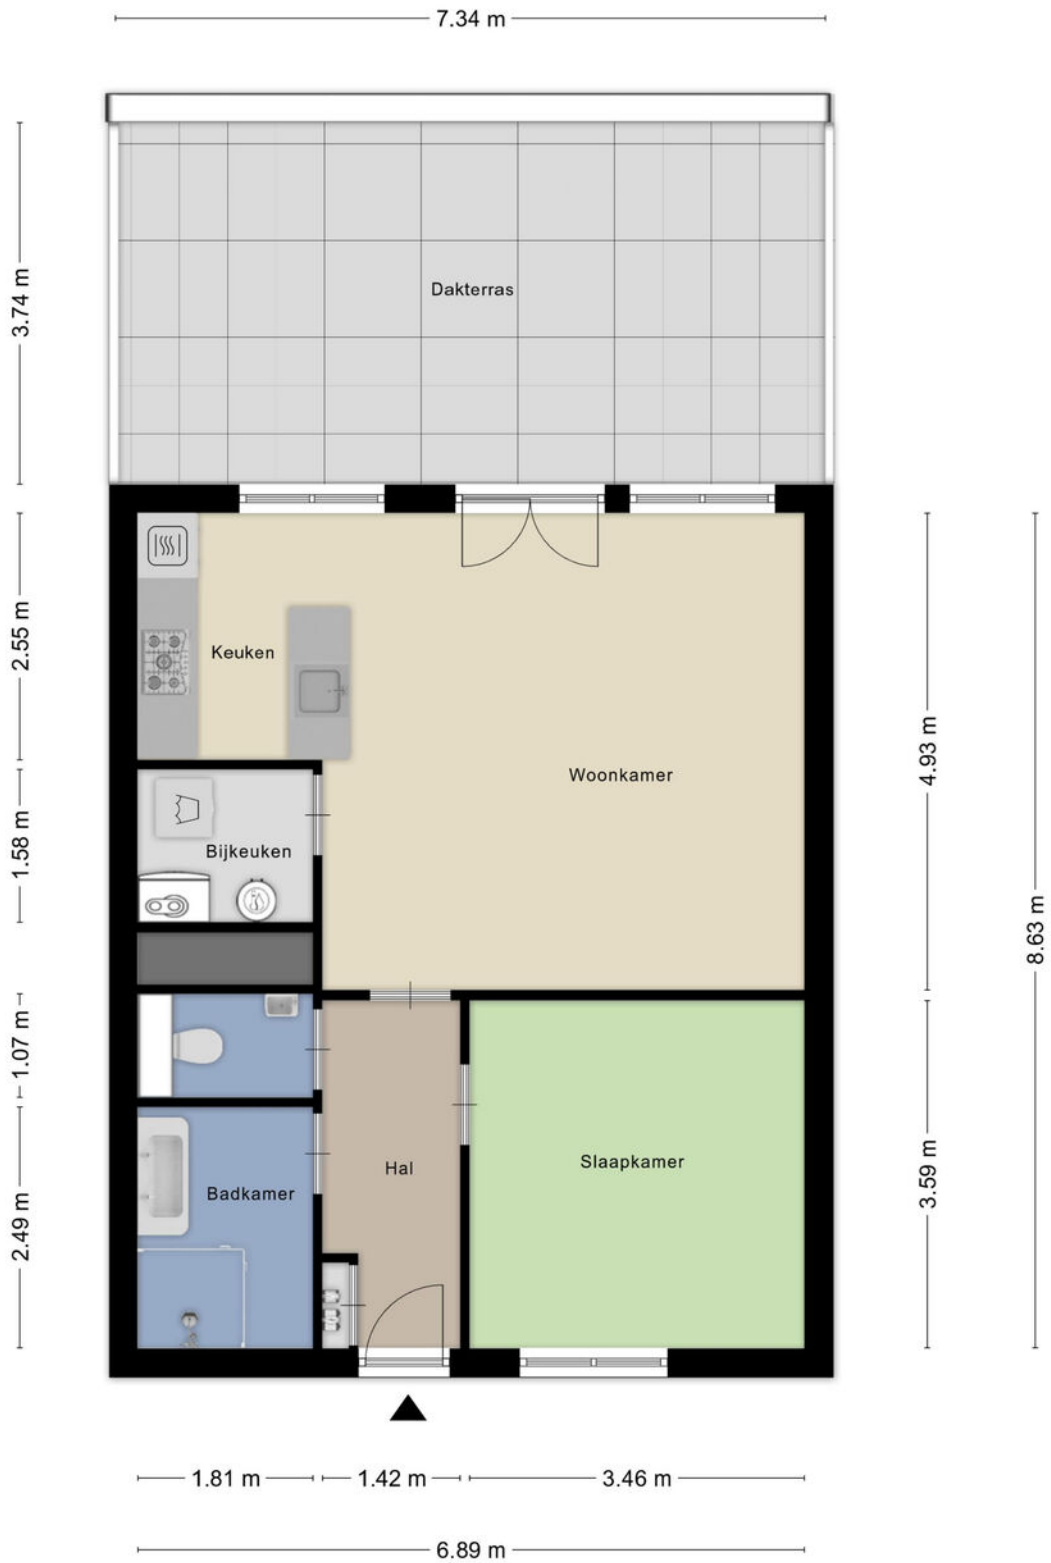 7.34 m
3.74 m
Dakterras
2.55 m
Keuken
4.93 m
Woonkamer
1.58 m
Bijkeuken
8.63 m
1.07 m
Hal
Slaapkamer
3.59 m
Badkamer
2.49 m
1.81 m
1.42 m
3.46 m
6.89 m